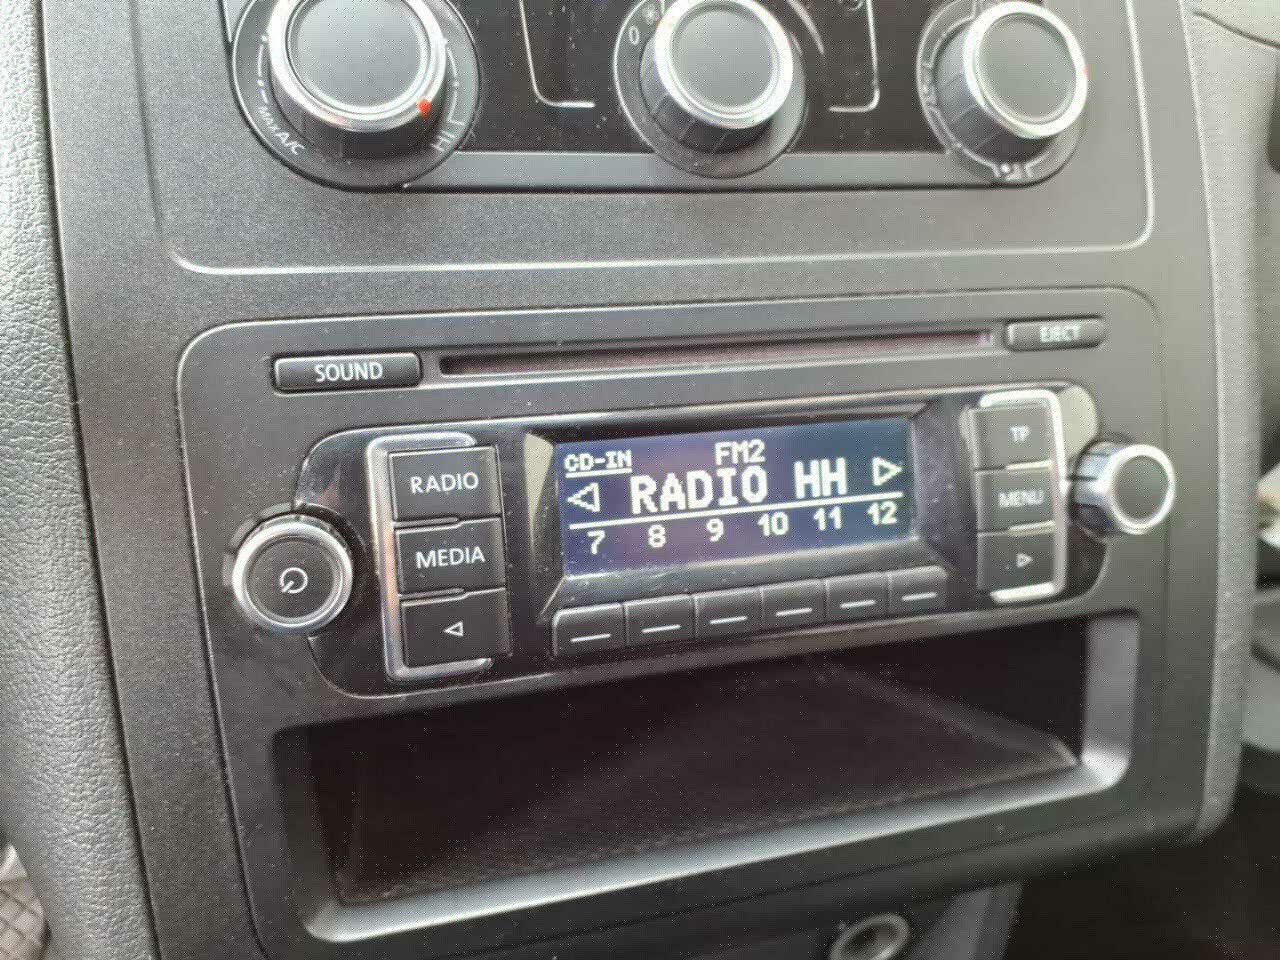 MAX A/C
HI
0
SOUND
EJECT
RADIO
MEDIA
CD-IN
FM2
RADIO HH
7 8 9 10 11 12
TP
MENU